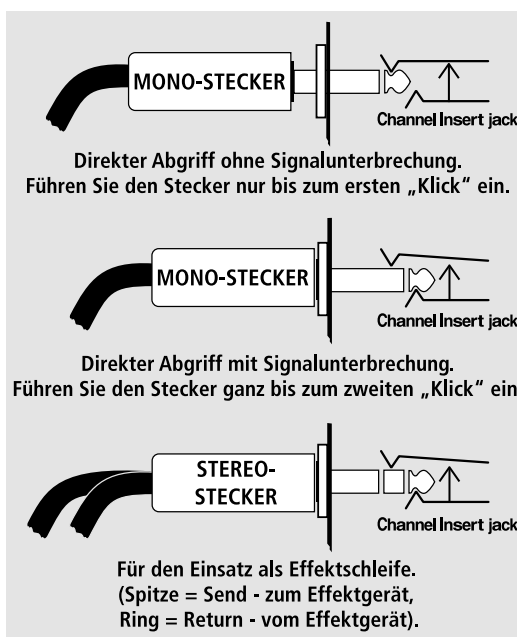 MONO-STECKER
Channel Insert jack
Direkter Abgriff ohne Signalunterbrechung.
Führen Sie den Stecker nur bis zum ersten „Klick“ ein.
MONO-STECKER
Channel Insert jack
Direkter Abgriff mit Signalunterbrechung.
Führen Sie den Stecker ganz bis zum zweiten „Klick“ ein
STEREO-
STECKER
Channel Insert jack
Für den Einsatz als Effektschleife.
(Spitze = Send - zum Effektgerät,
Ring = Return - vom Effektgerät).